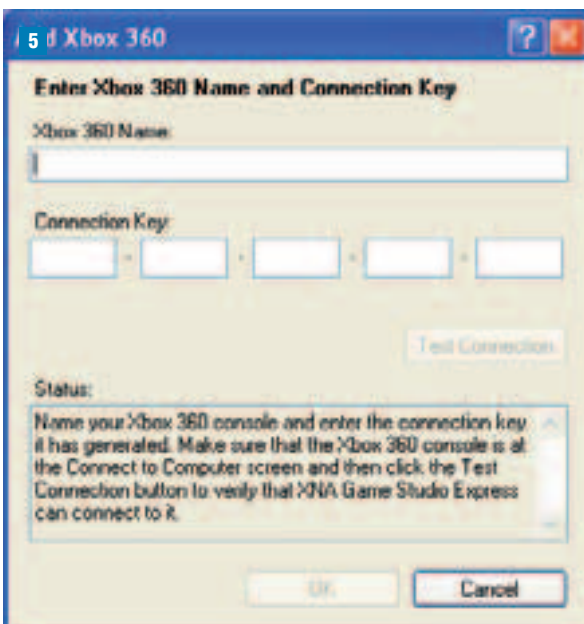 5 d Xbox 360
Enter Xbox 360 Name and Connection Key
Xbox 360 Name:
Connection Key:
- - - -
Test Connection
Status:
Name your Xbox 360 console and enter the connection key
it has generated. Make sure that the Xbox 360 console is at
the Connect to Computer screen and then click the Test
Connection button to verify that XNA Game Studio Express
can connect to it.
OK Cancel